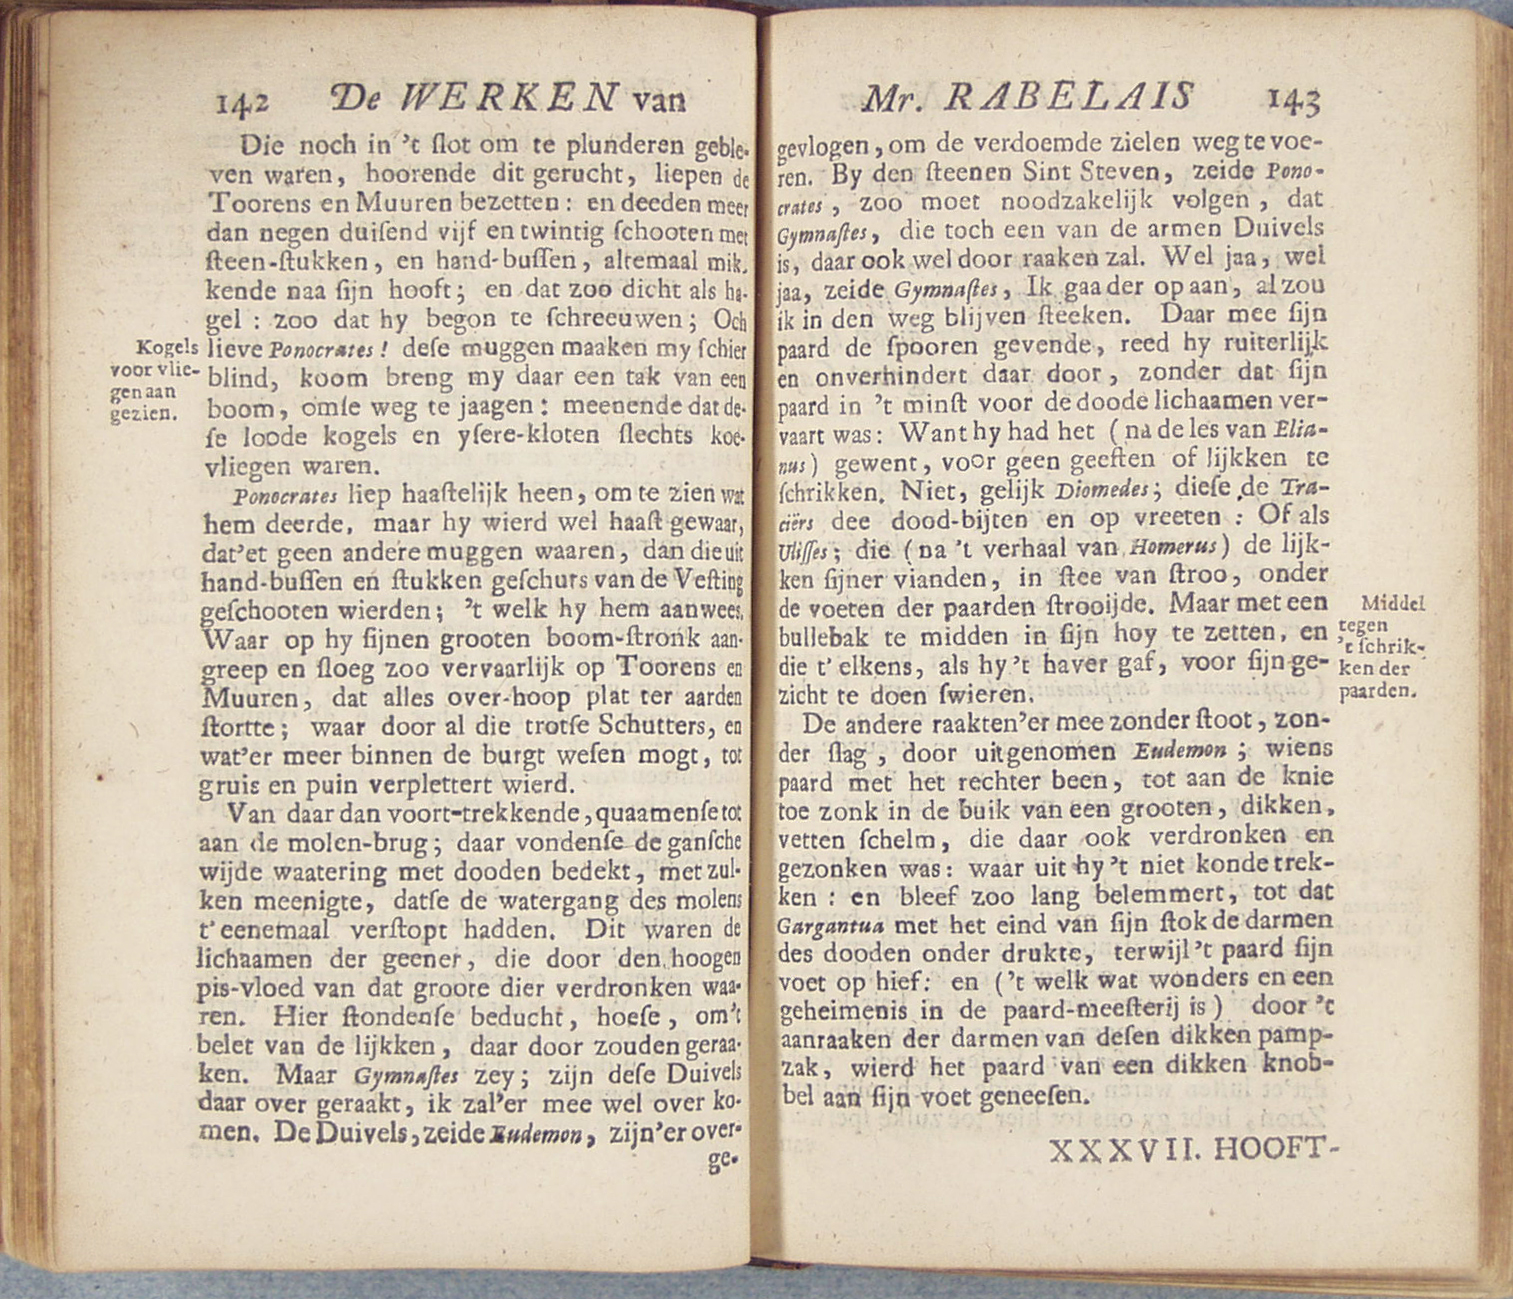 142 De WERKEN van
Die noch in 't ſlot om te plunderen geble-
ven waren, hoorende dit gerucht, liepen de
Toorens en Muuren bezetten: en deeden meer
dan negen duiſend vijf en twintig ſchooten met
ſteen-ſtukken, en hand-buſſen, altemaal mik-
kende naa ſijn hooft; en dat zoo dicht als ha-
gel: zoo dat hy begon te ſchreeuwen; Och
lieve Ponocrates! deſe muggen maaken my ſchier
blind, koom breng my daar een tak van een
boom, omſe weg te jaagen: meenende dat de-
ſe loode kogels en yſere-kloten ſlechts koe-
vliegen waren.
Kogels
voor vlie-
gen aan
gezien.
Ponocrates liep haaſtelijk heen, om te zien wat
hem deerde, maar hy wierd wel haaſt gewaar,
dat'et geen andere muggen waaren, dan die uit
hand-buſſen en ſtukken geſchuts van de Veſting
geſchooten wierden; 't welk hy hem aanwees.
Waar op hy ſijnen grooten boom-ſtronk aan-
greep en ſloeg zoo vervaarlijk op Toorens en
Muuren, dat alles over-hoop plat ter aarden
ſtortte; waar door al die trotſe Schutters, en
wat'er meer binnen de burgt weſen mogt, tot
gruis en puin verplettert wierd.
Van daar dan voort-trekkende, quaamenſe tot
aan de molen-brug; daar vondenſe de ganſche
wijde waatering met dooden bedekt, met zul-
ken meenigte, datſe de watergang des molens
t'eenemaal verſtopt hadden. Dit waren de
lichaamen der geener, die door den hoogen
pis-vloed van dat groote dier verdronken waa-
ren. Hier ſtondenſe beducht, hoeſe, om't
belet van de lijkken, daar door zouden geraa-
ken. Maar Gymnaſtes zey; zijn deſe Duivels
daar over geraakt, ik zal'er mee wel over ko-
men. De Duivels, zeide Eudemon, zijn'er over-
ge-
Mr. RABELAIS 143
gevlogen, om de verdoemde zielen weg te voe-
ren. By den ſteenen Sint Steven, zeide Pono-
crates, zoo moet noodzakelijk volgen, dat
Gymnaſtes, die toch een van de armen Duivels
is, daar ook wel door raaken zal. Wel jaa, wel
jaa, zeide Gymnaſtes, Ik gaa der op aan, al zou
ik in den weg blijven ſteeken. Daar mee ſijn
paard de ſpooren gevende, reed hy ruiterlijk
en onverhindert daar door, zonder dat ſijn
paard in 't minſt voor de doode lichaamen ver-
vaart was: Want hy had het (na de les van Elia-
nus) gewent, voor geen geeſten of lijkken te
ſchrikken. Niet, gelijk Diomedes; dieſe de Tra-
ciërs dee dood-bijten en op vreeten: Of als
Uliſſes; die (na 't verhaal van Homerus) de lijk-
ken ſijner vianden, in ſtee van ſtroo, onder
de voeten der paarden ſtrooijde. Maar met een
bullebak te midden in ſijn hoy te zetten, en
die t'elkens, als hy 't haver gaf, voor ſijn ge-
zicht te doen ſwieren.
Middel
tegen
't ſchrik-
ken der
paarden.
De andere raakten'er mee zonder ſtoot, zon-
der ſlag, door uitgenomen Eudemon; wiens
paard met het rechter been, tot aan de knie
toe zonk in de buik van een grooten, dikken,
vetten ſchelm, die daar ook verdronken en
gezonken was: waar uit hy 't niet konde trek-
ken: en bleef zoo lang belemmert, tot dat
Gargantua met het eind van ſijn ſtok de darmen
des dooden onder drukte, terwijl 't paard ſijn
voet op hief: en ('t welk wat wonders en een
geheimenis in de paard-meeſterij is) door 't
aanraaken der darmen van deſen dikken pamp-
zak, wierd het paard van een dikken knob-
bel aan ſijn voet geneeſen.
XXXVII. HOOFT-